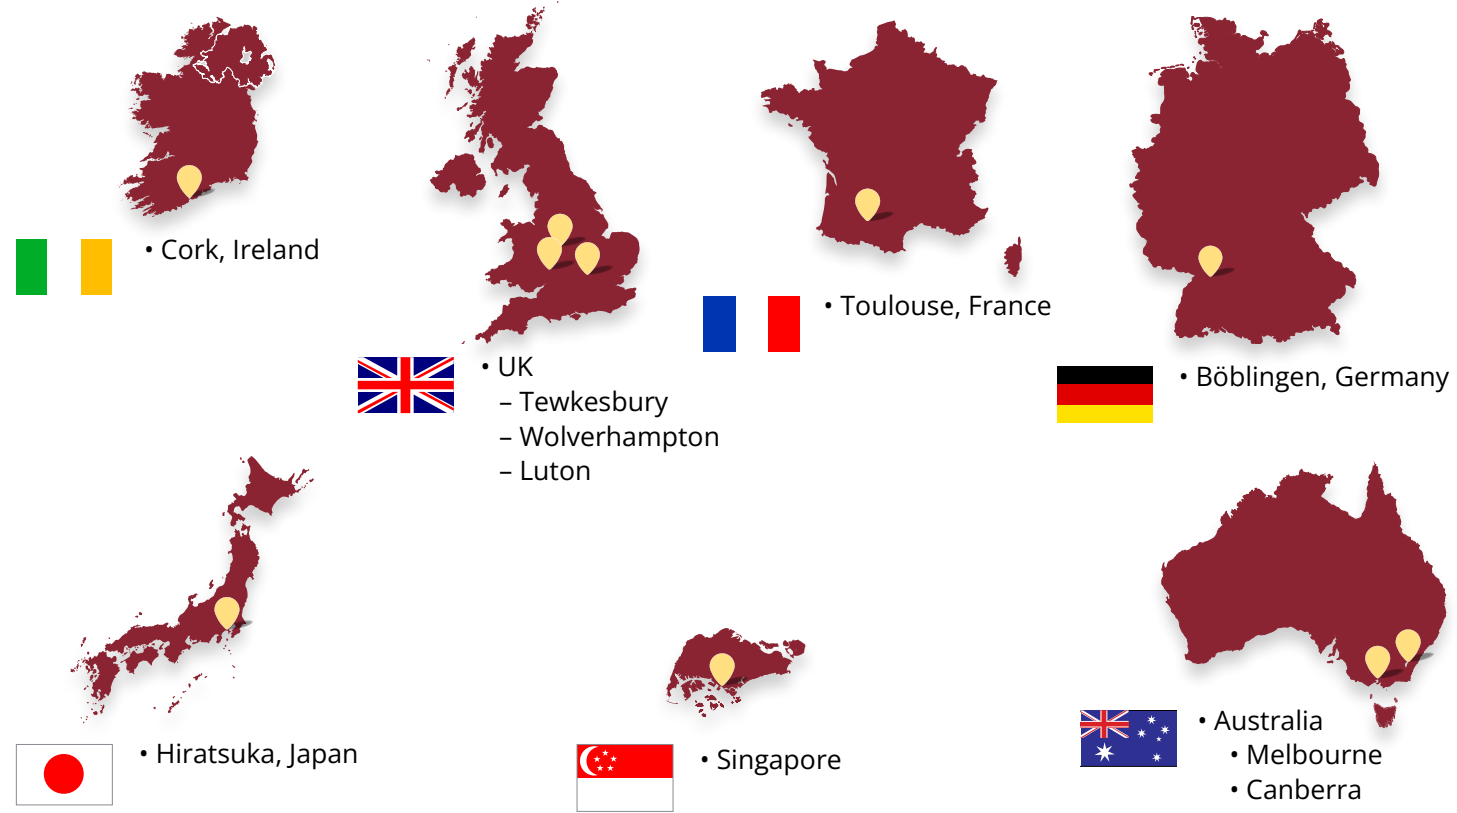 • Cork, Ireland
• UK
– Tewkesbury
– Wolverhampton
– Luton
• Toulouse, France
• Böblingen, Germany
• Hiratsuka, Japan
• Singapore
• Australia
• Melbourne
• Canberra